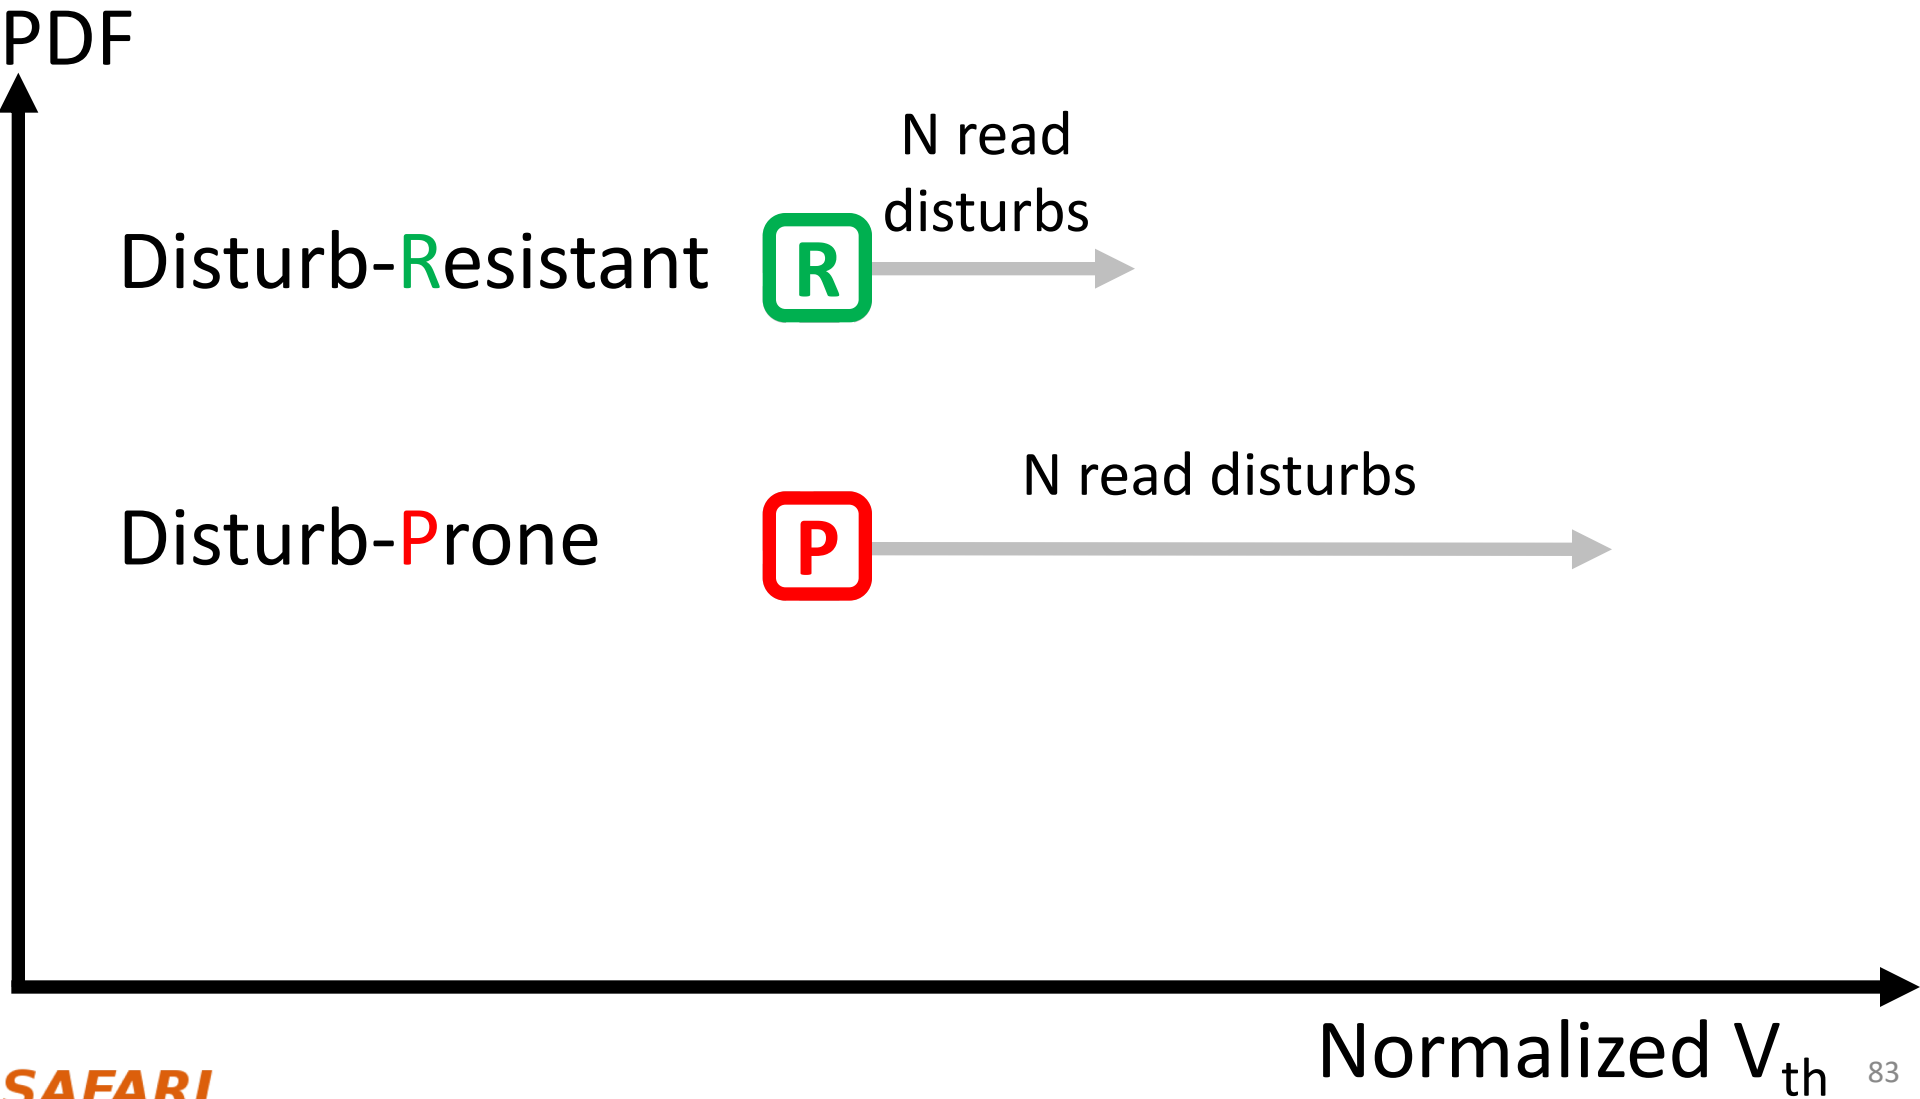 PDF
N read
disturbs
Disturb-Resistant
R
N read disturbs
Disturb-Prone
P
Normalized Vth
83
SAFARI